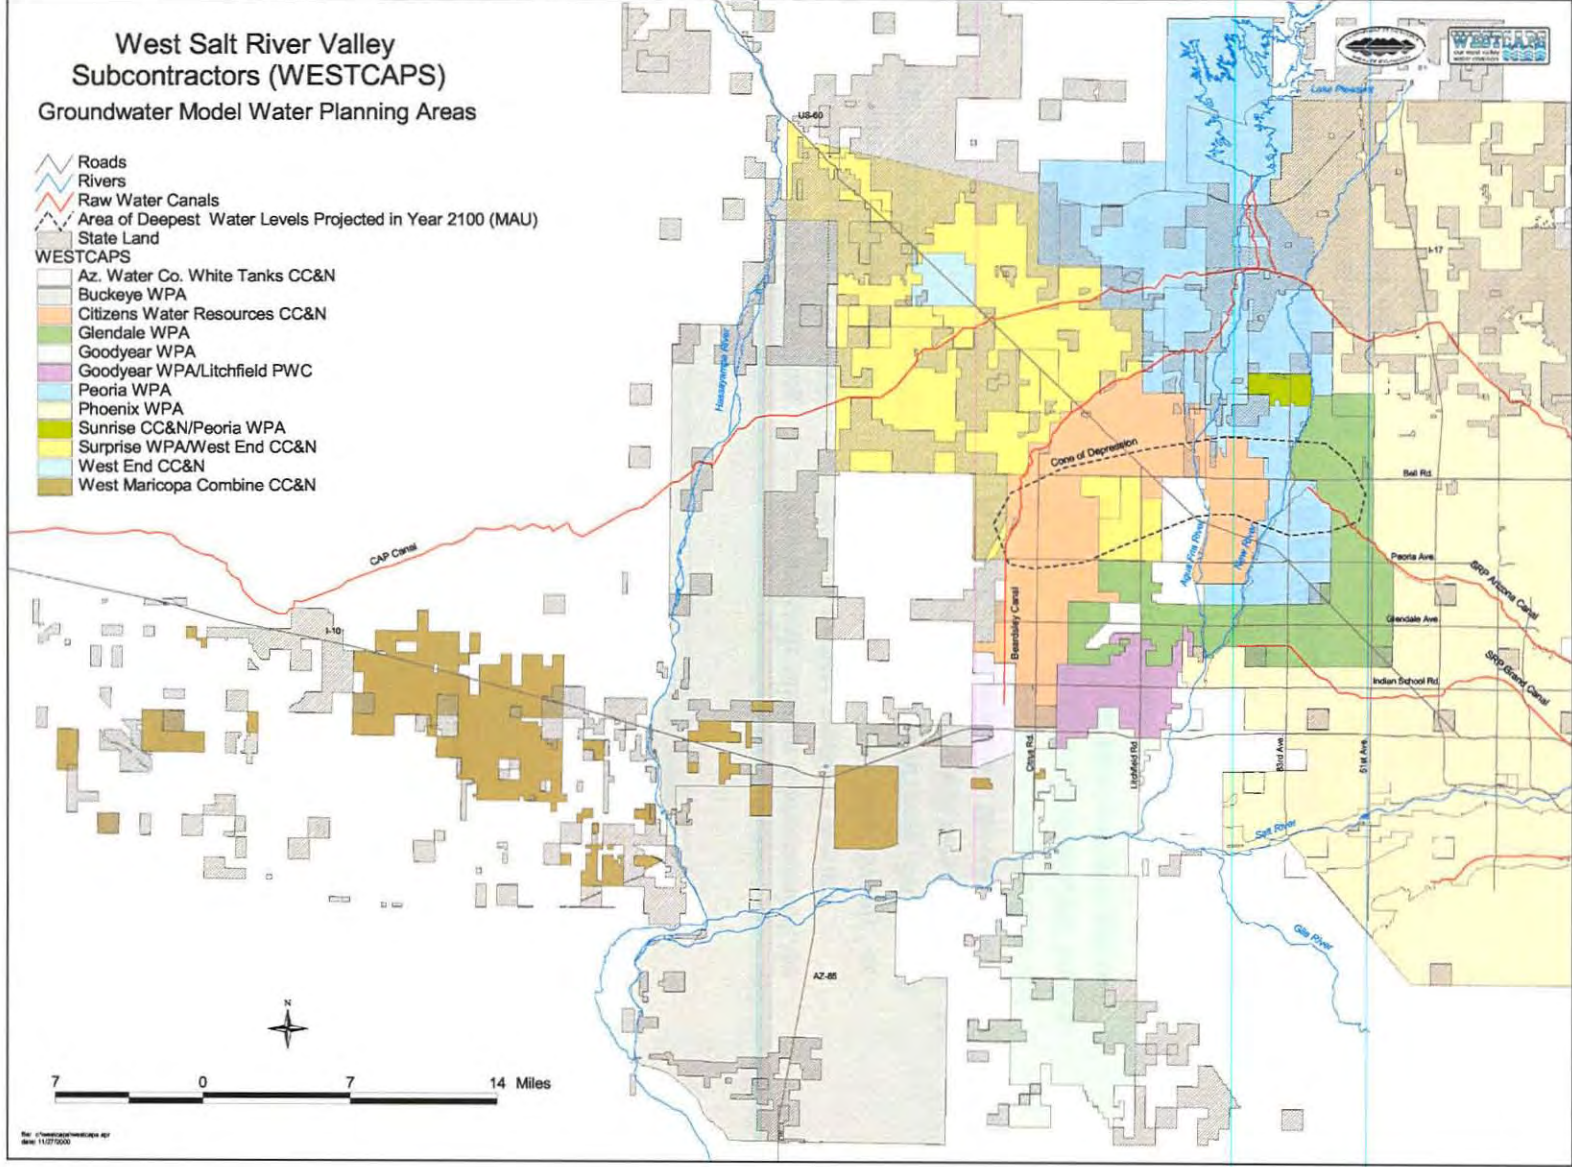 West Salt River Valley
Subcontractors (WESTCAPS)
Groundwater Model Water Planning Areas
Roads
Rivers
Raw Water Canals
Area of Deepest Water Levels Projected in Year 2100 (MAU)
State Land
WESTCAPS
Az. Water Co. White Tanks CC&N
Buckeye WPA
Citizens Water Resources CC&N
Glendale WPA
Goodyear WPA
Goodyear WPA/Litchfield PWC
Peoria WPA
Phoenix WPA
Sunrise CC&N/Peoria WPA
Surprise WPA/West End CC&N
West End CC&N
West Maricopa Combine CC&N
US-60
Lake Pleasant
WESTCAPS
I-17
Hassayampa River
Cone of Depression
Bell Rd.
CAP Canal
Agua Fria River
New River
Peoria Ave.
SRP Arizona Canal
Beardsley Canal
Glendale Ave.
I-10
Indian School Rd.
SRP Grand Canal
Citrus Rd.
Litchfield Rd.
83rd Ave.
51st Ave.
Salt River
Gila River
AZ-85
N
7 0 7 14 Miles
date: 11/27/2000